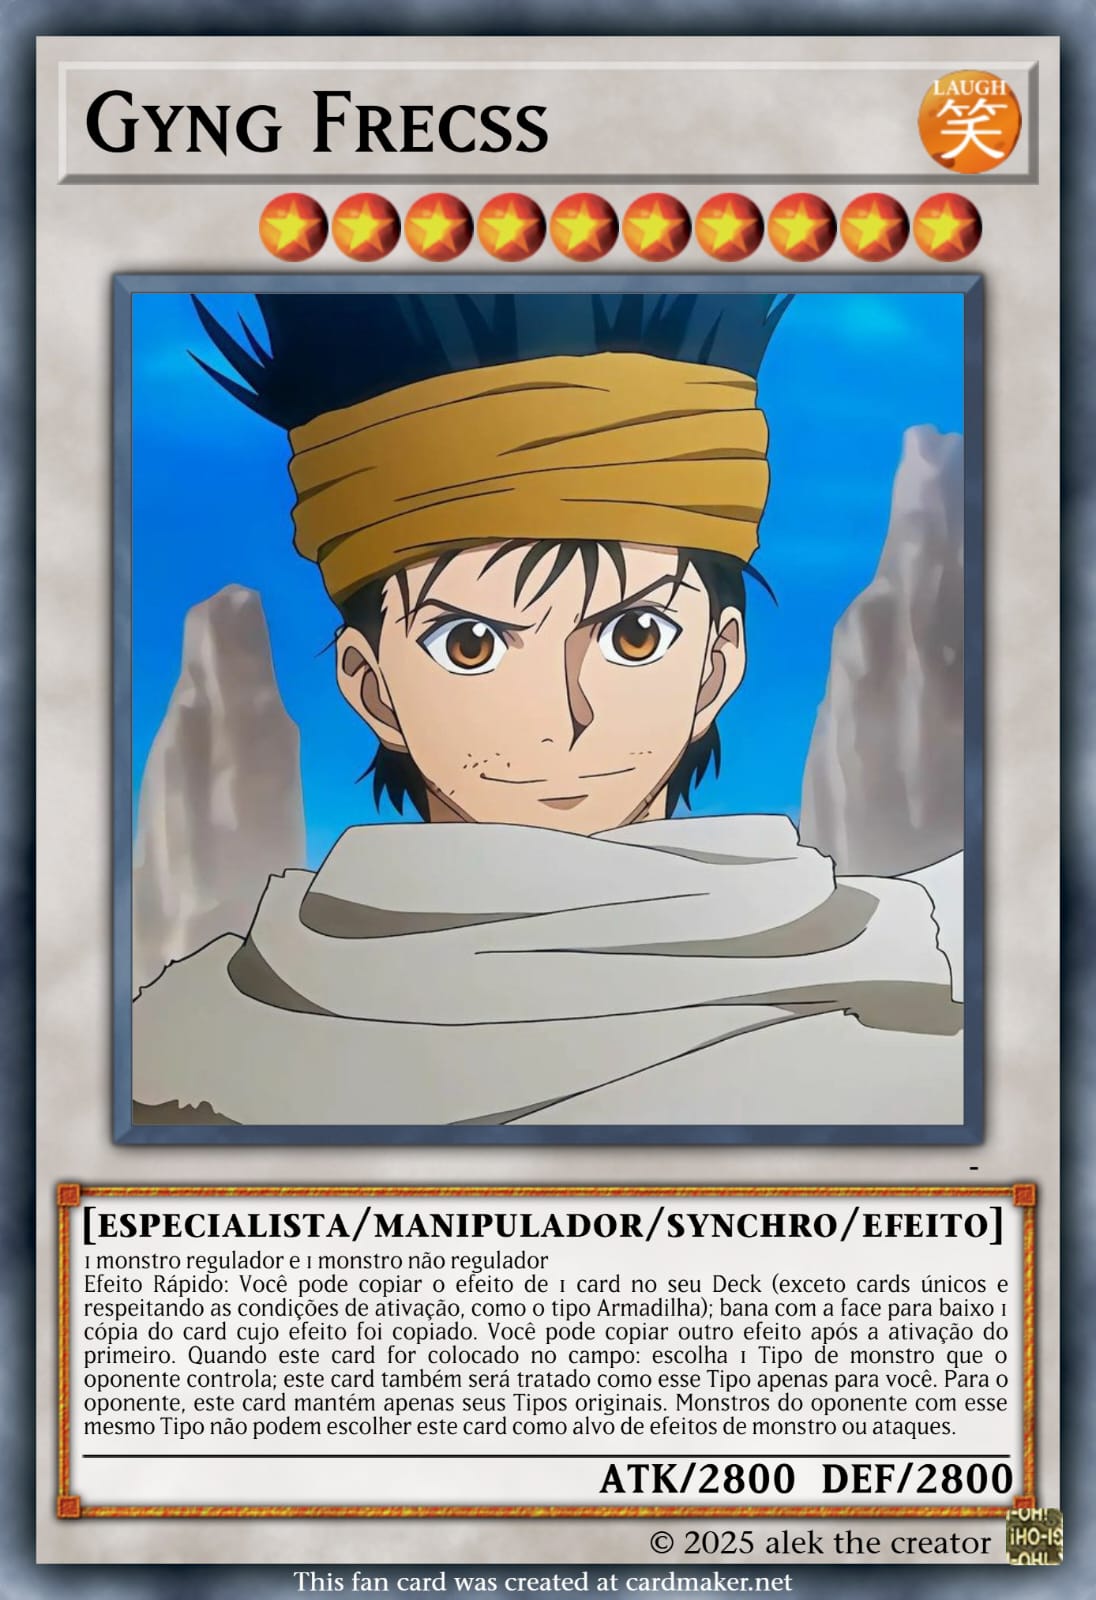 Gyng Frecss
LAUGH
笑
-
[ESPECIALISTA/MANIPULADOR/SYNCHRO/EFEITO]
1 monstro regulador e 1 monstro não regulador
Efeito Rápido: Você pode copiar o efeito de 1 card no seu Deck (exceto cards únicos e
respeitando as condições de ativação, como o tipo Armadilha); bana com a face para baixo 1
cópia do card cujo efeito foi copiado. Você pode copiar outro efeito após a ativação do
primeiro. Quando este card for colocado no campo: escolha 1 Tipo de monstro que o
oponente controla; este card também será tratado como esse Tipo apenas para você. Para o
oponente, este card mantém apenas seus Tipos originais. Monstros do oponente com esse
mesmo Tipo não podem escolher este card como alvo de efeitos de monstro ou ataques.
ATK/2800 DEF/2800
© 2025 alek the creator
This fan card was created at cardmaker.net